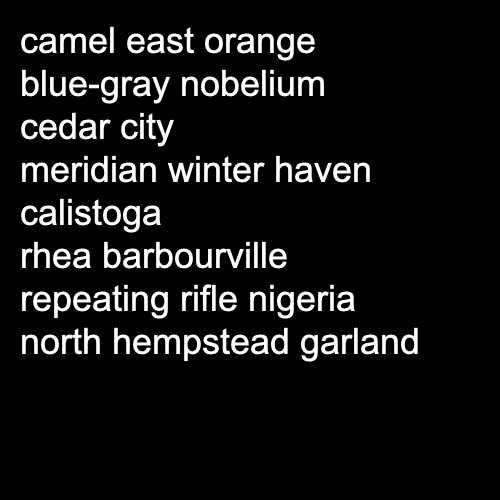 camel east orange
blue-gray nobelium
cedar city
meridian winter haven
calistoga
rhea barbourville
repeating rifle nigeria
north hempstead garland